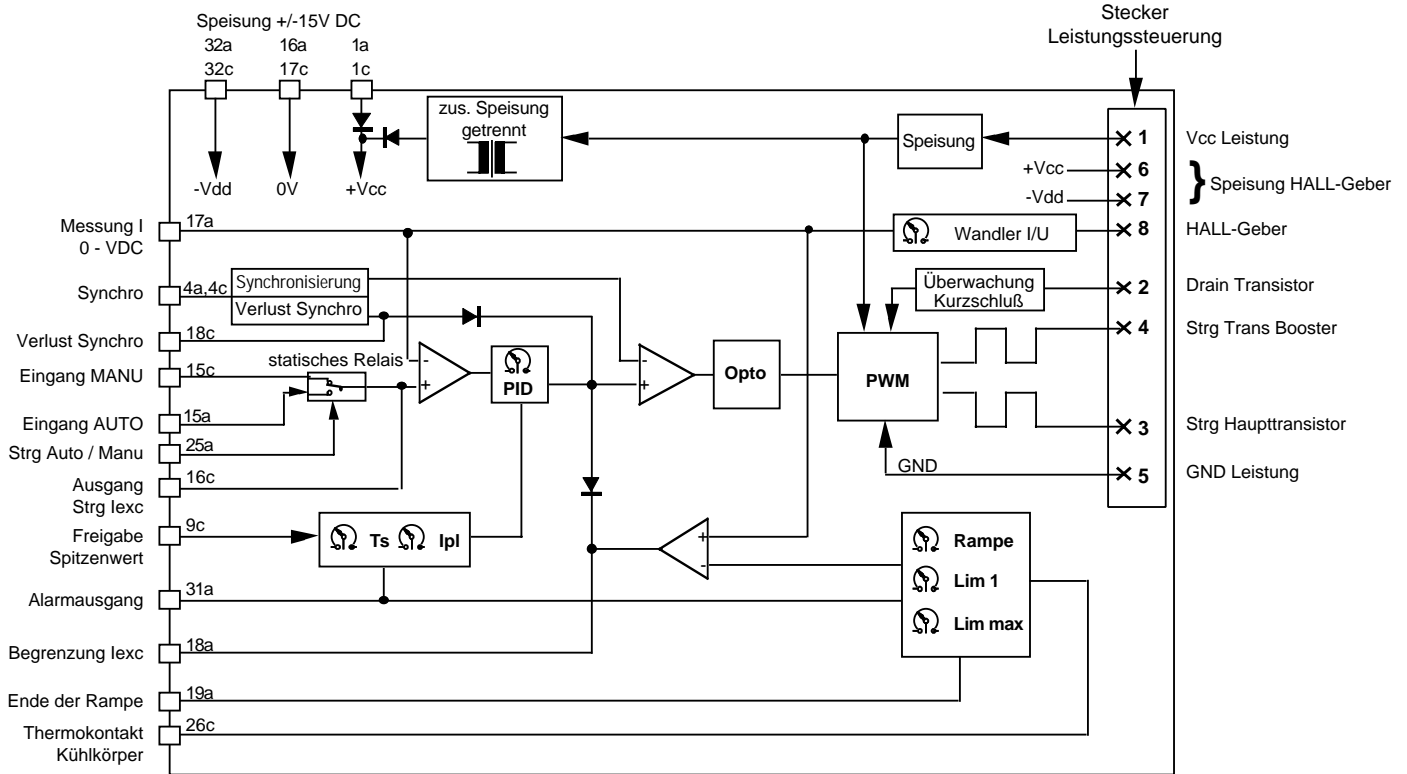 Speisung +/-15V DC
32a 16a 1a
32c 17c 1c
Stecker
Leistungssteuerung
zus. Speisung
getrennt
Speisung
1 Vcc Leistung
+Vcc 6
-Vdd 7
} Speisung HALL-Geber
-Vdd 0V +Vcc
Messung I
0 - VDC
17a
Wandler I/U
8 HALL-Geber
Synchro
4a,4c
Synchronisierung
Verlust Synchro
Überwachung
Kurzschluß
2 Drain Transistor
Verlust Synchro
18c
4 Strg Trans Booster
statisches Relais
Eingang MANU
15c
-
+
PID
-
+
Opto
PWM
Eingang AUTO
15a
3 Strg Haupttransistor
Strg Auto / Manu
25a
GND
5 GND Leistung
Ausgang
Strg Iexc
16c
Freigabe
Spitzenwert
9c
Ts Ipl
+
-
Rampe
Lim 1
Lim max
Alarmausgang
31a
Begrenzung Iexc
18a
Ende der Rampe
19a
Thermokontakt
Kühlkörper
26c